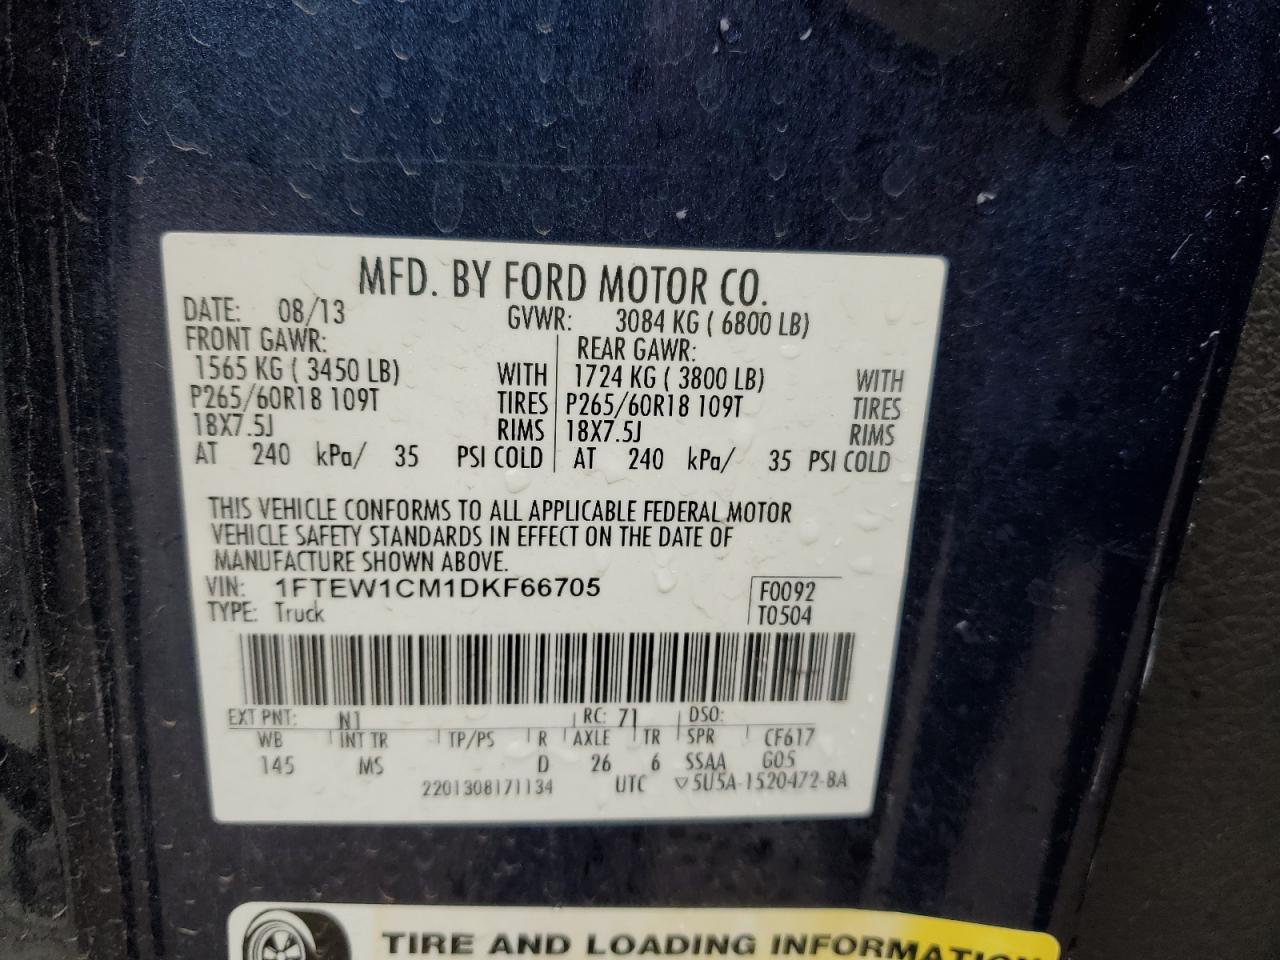 MFD. BY FORD MOTOR CO.
DATE: 08/13 GVWR: 3084 KG ( 6800 LB)
FRONT GAWR: REAR GAWR:
1565 KG ( 3450 LB) WITH 1724 KG ( 3800 LB) WITH
P265/60R18 109T TIRES P265/60R18 109T TIRES
18X7.5J RIMS 18X7.5J RIMS
AT 240 kPa/ 35 PSI COLD AT 240 kPa/ 35 PSI COLD
THIS VEHICLE CONFORMS TO ALL APPLICABLE FEDERAL MOTOR
VEHICLE SAFETY STANDARDS IN EFFECT ON THE DATE OF
MANUFACTURE SHOWN ABOVE.
VIN: 1FTEW1CM1DKF66705 F0092
TYPE: Truck T0504
EXT PNT: N1 RC: 71 DSO:
WB INT TR TP/PS R AXLE TR SPR CF617
145 MS D 26 6 SSAA G05
2201308171134 UTC ▽5U5A-1520472-BA
TIRE AND LOADING INFORMATION